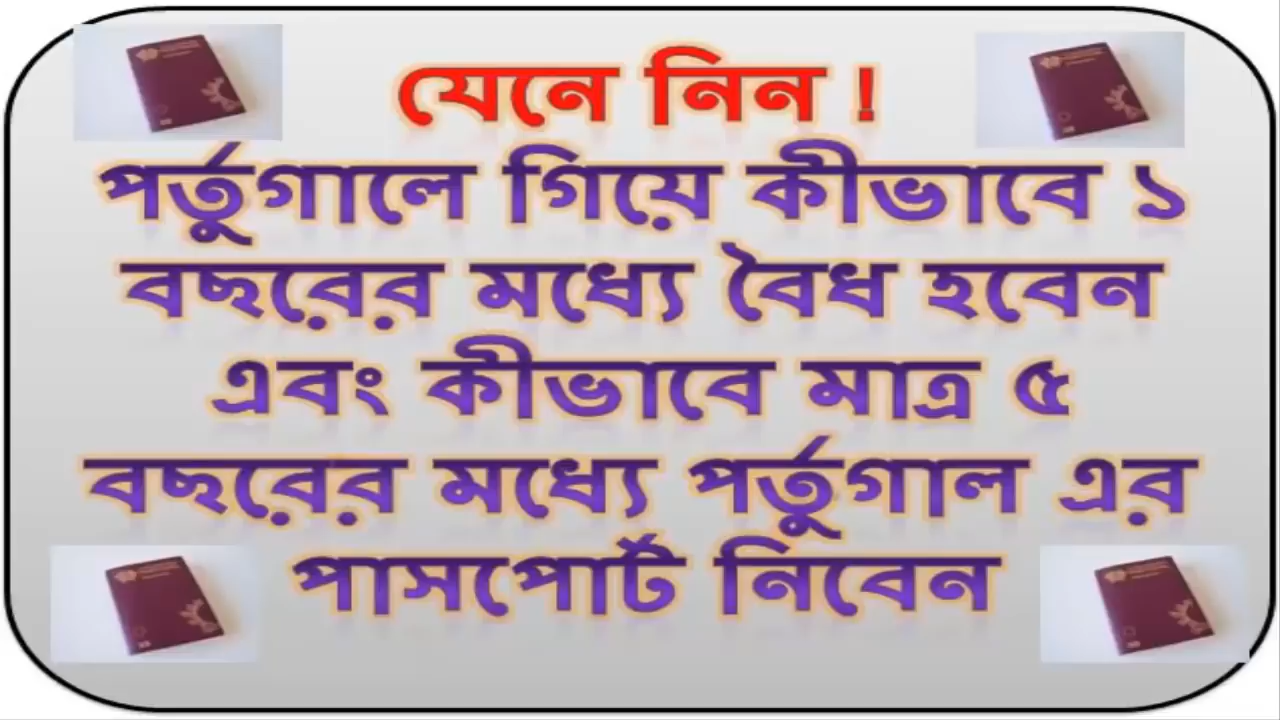 যেনে নিন !
পর্তুগালে গিয়ে কীভাবে ১
বছরের মধ্যে বৈধ হবেন
এবং কীভাবে মাত্র ৫
বছরের মধ্যে পর্তুগাল এর
পাসপোর্ট নিবেন